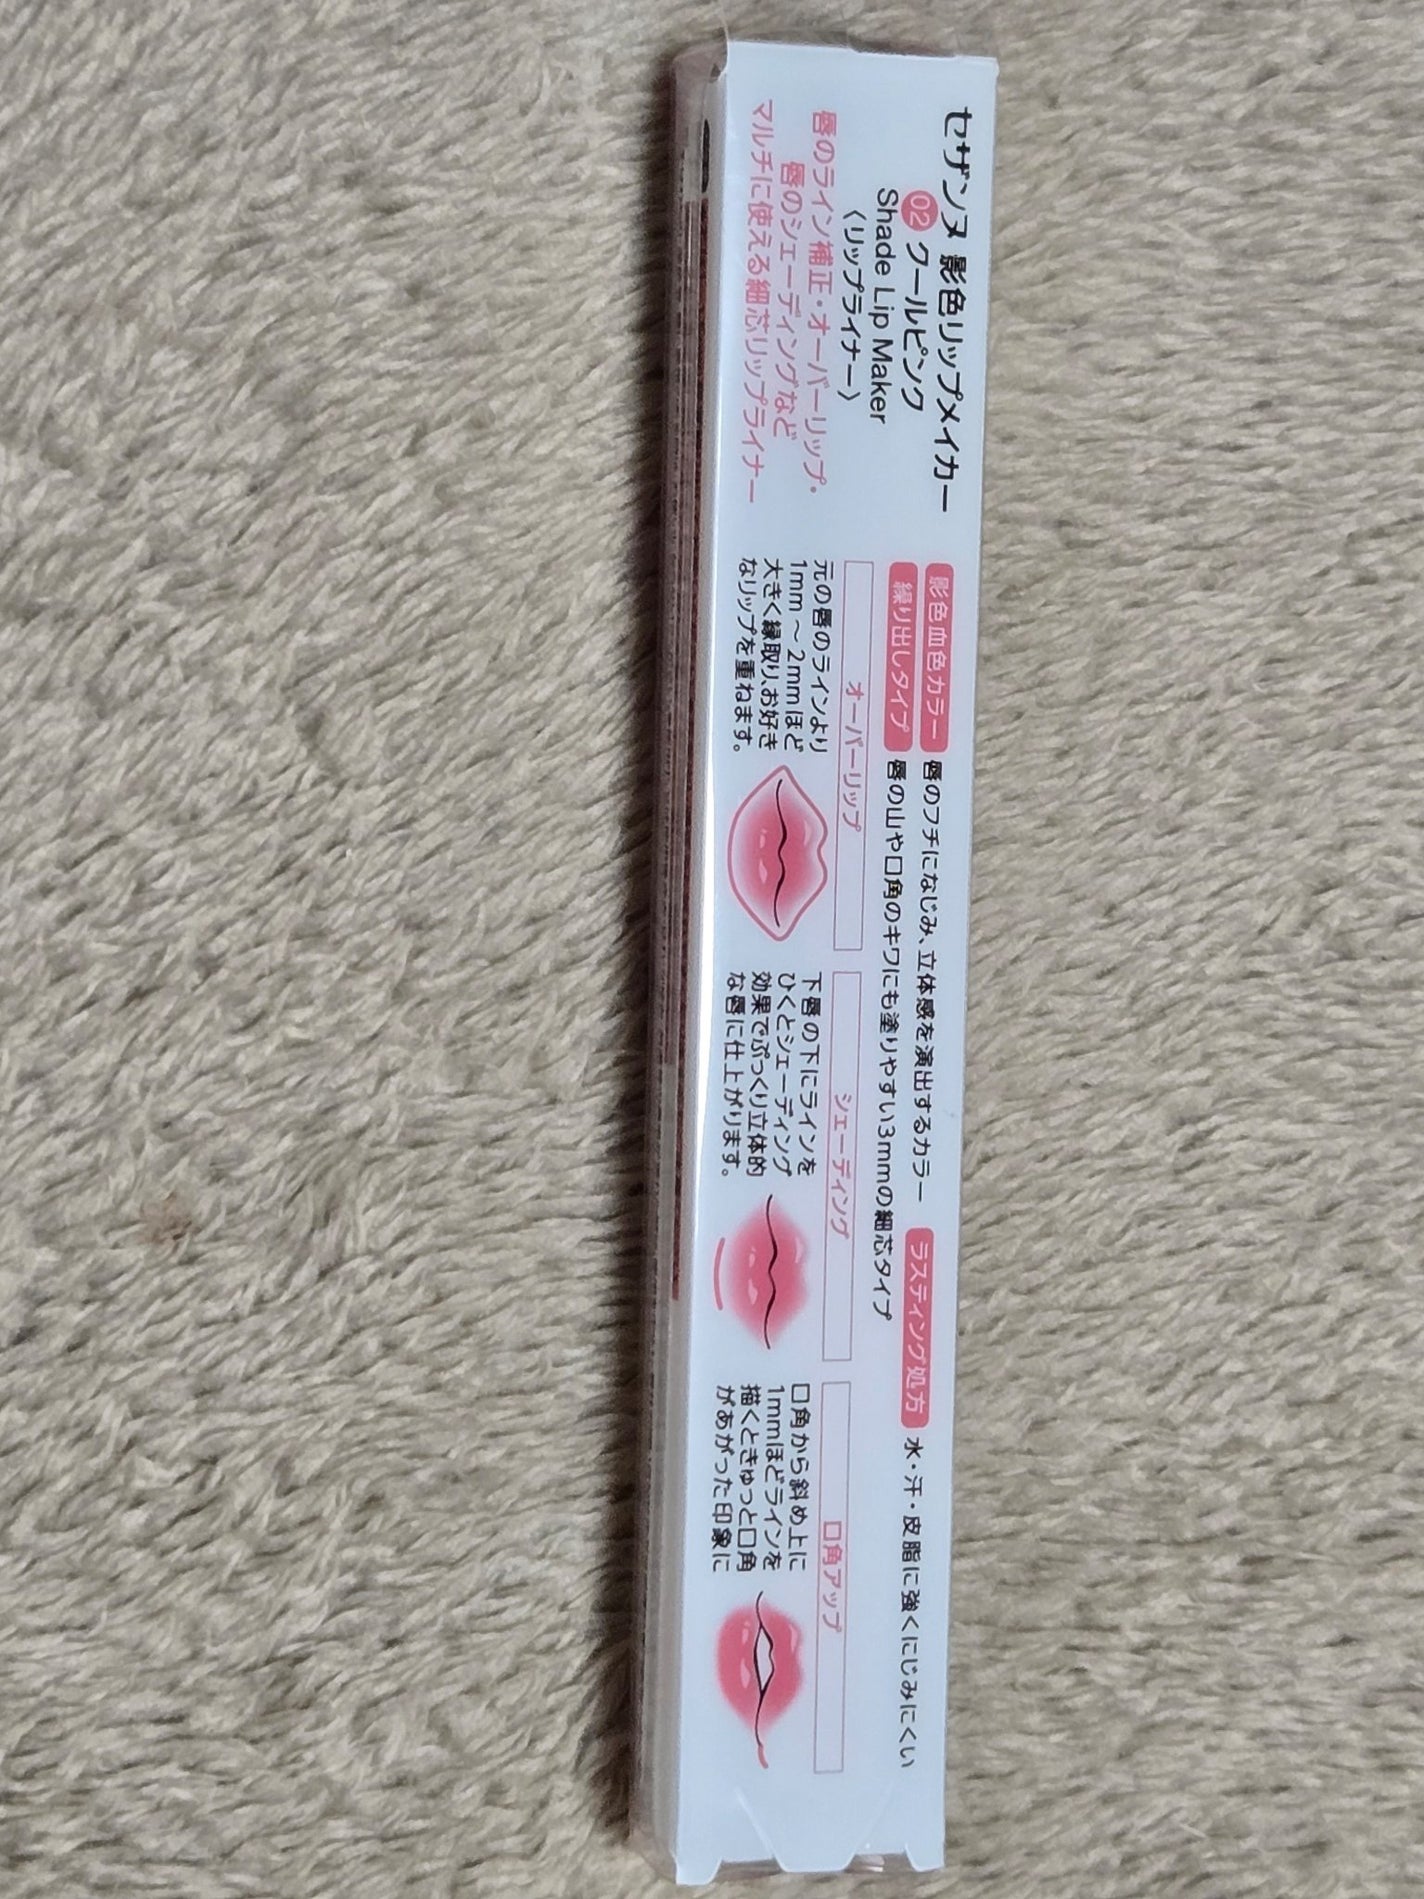 セザンヌ 影色リップメイカー
02 クールピンク
Shade Lip Maker
〈リップライナー〉
唇のライン補正・オーバーリップ・
唇のシェーディングなど
マルチに使える細芯リップライナー
影色血色カラー 唇のフチになじみ、立体感を演出するカラー
ラスティング処方 水・汗・皮脂に強くにじみにくい
繰り出しタイプ 唇の山や口角のキワにも塗りやすい3mmの細芯タイプ
オーバーリップ
元の唇のラインより
1mm～2mmほど
大きく縁取り、お好き
なリップを重ねます。
シェーディング
下唇の下にラインを
ひくとシェーディング
効果でぷっくり立体的
な唇に仕上がります。
口角アップ
口角から斜め上に
1mmほどラインを
描くときゅっと口角
があがった印象に